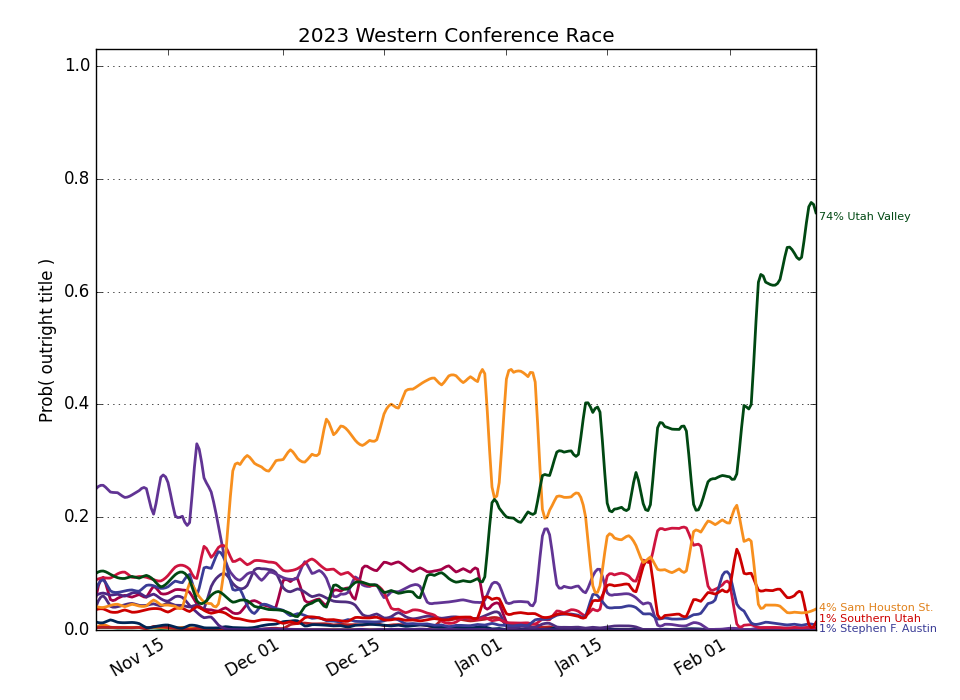 2023 Western Conference Race
Prob( outright title )
1.0
0.8
0.6
0.4
0.2
0.0
74% Utah Valley
4% Sam Houston St.
1% Southern Utah
1% Stephen F. Austin
Nov 15
Dec 01
Dec 15
Jan 01
Jan 15
Feb 01